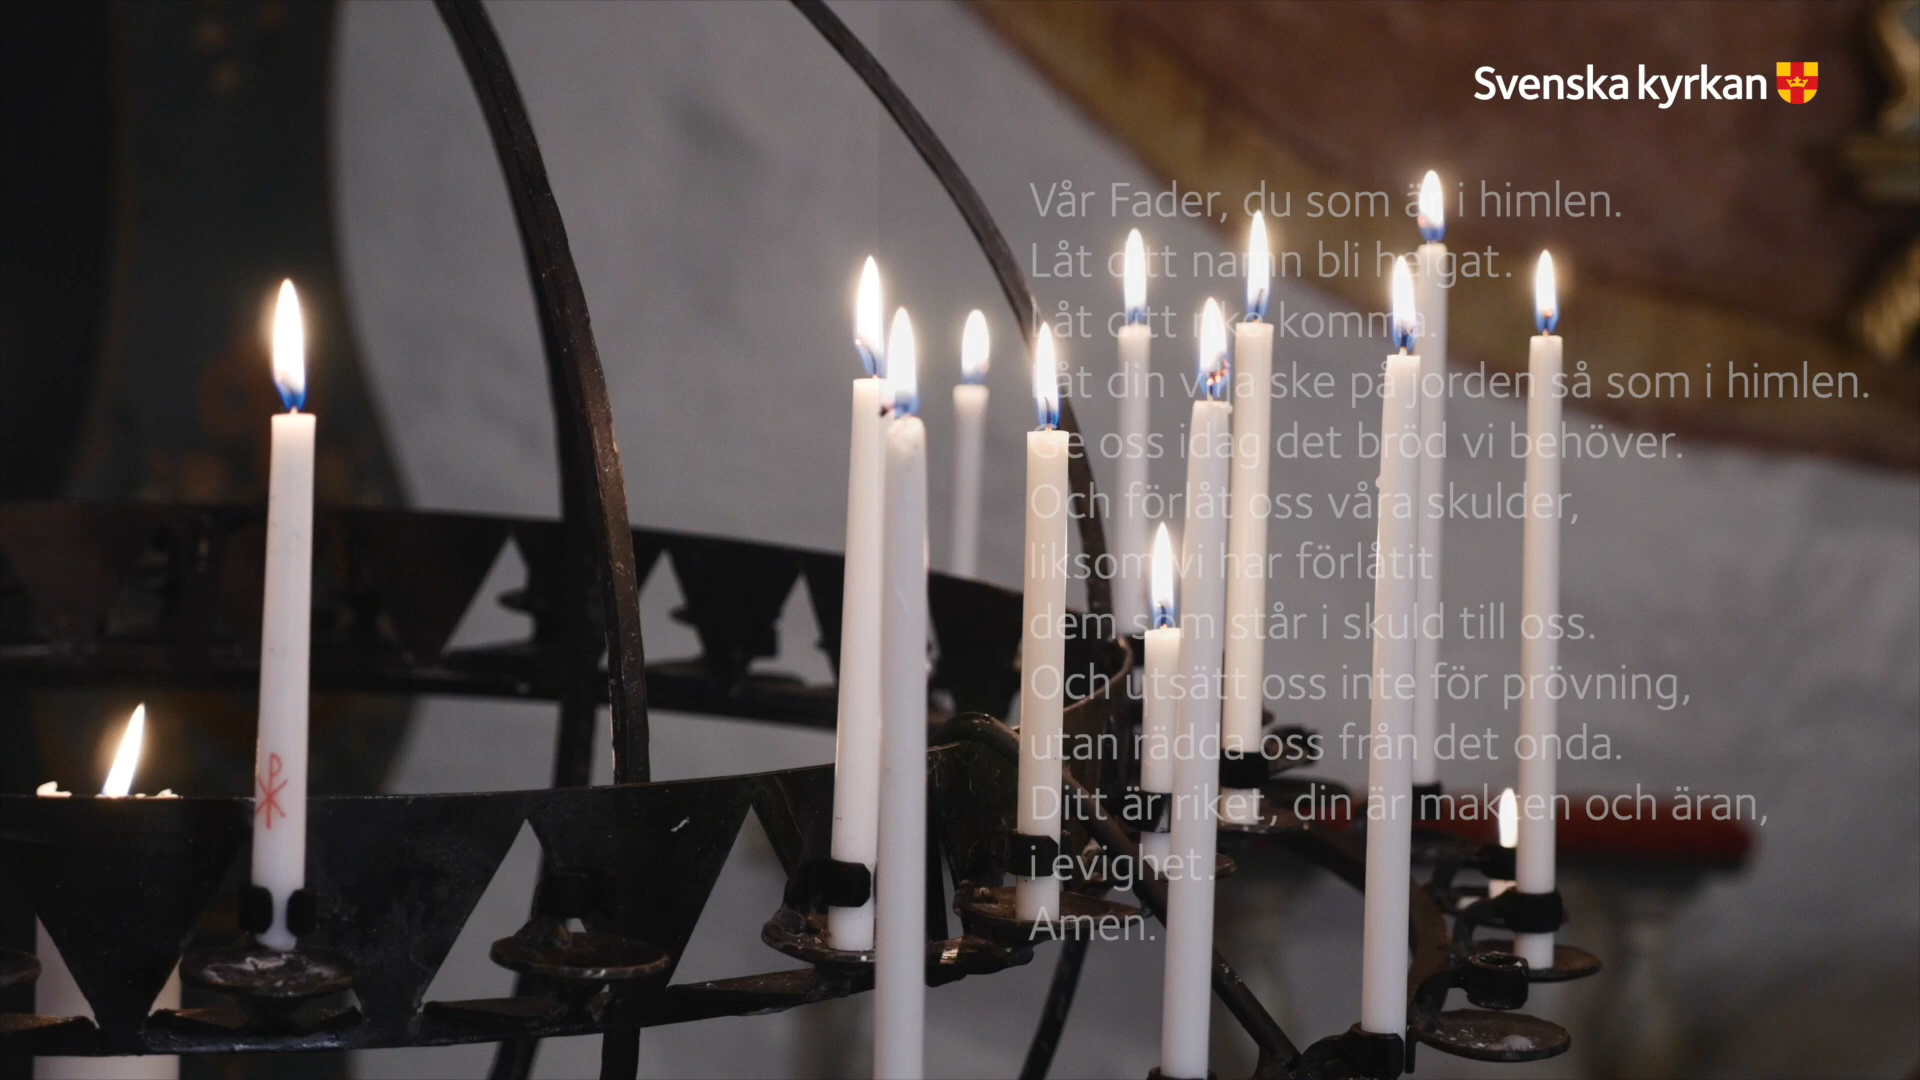 Svenska kyrkan
Vår Fader, du som är i himlen.
Låt ditt namn bli helgat.
Låt ditt rike komma.
Låt din vilja ske på jorden så som i himlen.
Ge oss idag det bröd vi behöver.
Och förlåt oss våra skulder,
liksom vi har förlåtit
dem som står i skuld till oss.
Och utsätt oss inte för prövning,
utan rädda oss från det onda.
Ditt är riket, din är makten och äran,
i evighet.
Amen.